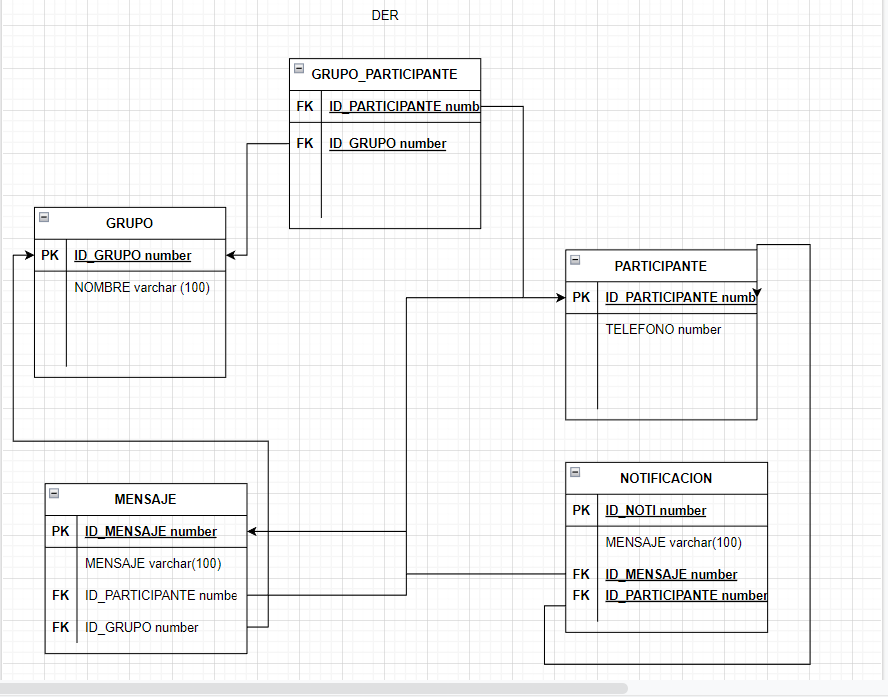 DER
GRUPO_PARTICIPANTE
FK ID_PARTICIPANTE numb
FK ID_GRUPO number
GRUPO
PK ID_GRUPO number
NOMBRE varchar (100)
PARTICIPANTE
PK ID_PARTICIPANTE numb
TELEFONO number
MENSAJE
PK ID_MENSAJE number
MENSAJE varchar(100)
FK ID_PARTICIPANTE numbe
FK ID_GRUPO number
NOTIFICACION
PK ID_NOTI number
MENSAJE varchar(100)
FK ID_MENSAJE number
FK ID_PARTICIPANTE number